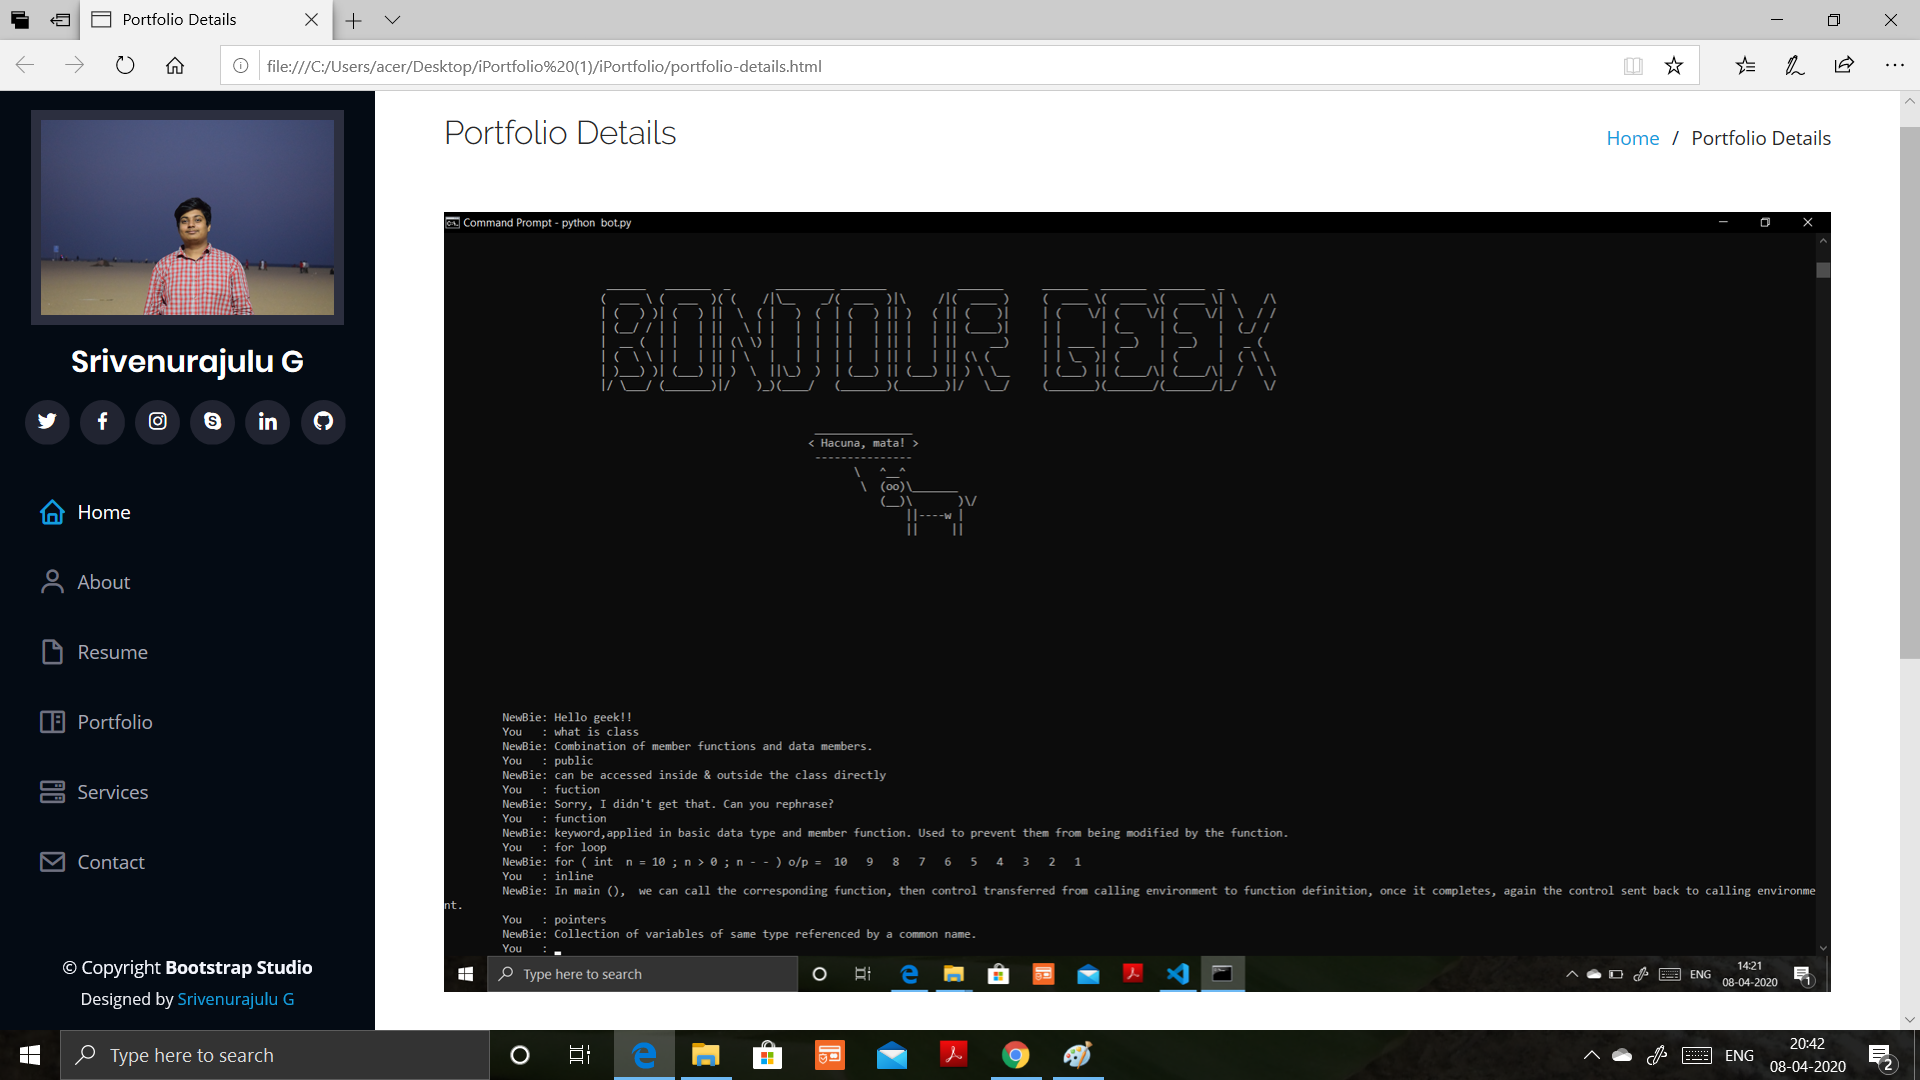 Portfolio Details
file:///C:/Users/acer/Desktop/iPortfolio%20(1)/iPortfolio/portfolio-details.html
Srivenurajulu G
Home
About
Resume
Portfolio
Services
Contact
© Copyright Bootstrap Studio
Designed by Srivenurajulu G
Portfolio Details
Home / Portfolio Details
Command Prompt - python  bot.py
BONJOUR GEEK
< Hacuna, mata! >
NewBie: Hello geek!!
You   : what is class
NewBie: Combination of member functions and data members.
You   : public
NewBie: can be accessed inside & outside the class directly
You   : fuction
NewBie: Sorry, I didn't get that. Can you rephrase?
You   : function
NewBie: keyword,applied in basic data type and member function. Used to prevent them from being modified by the function.
You   : for loop
NewBie: for ( int  n = 10 ; n > 0 ; n - - ) o/p =  10   9   8   7   6   5   4   3   2   1
You   : inline
NewBie: In main (),  we can call the corresponding function, then control transferred from calling environment to function definition, once it completes, again the control sent back to calling environme
nt.
You   : pointers
NewBie: Collection of variables of same type referenced by a common name.
You   :
Type here to search
ENG
14:21
08-04-2020
1
Type here to search
ENG
20:42
08-04-2020
2